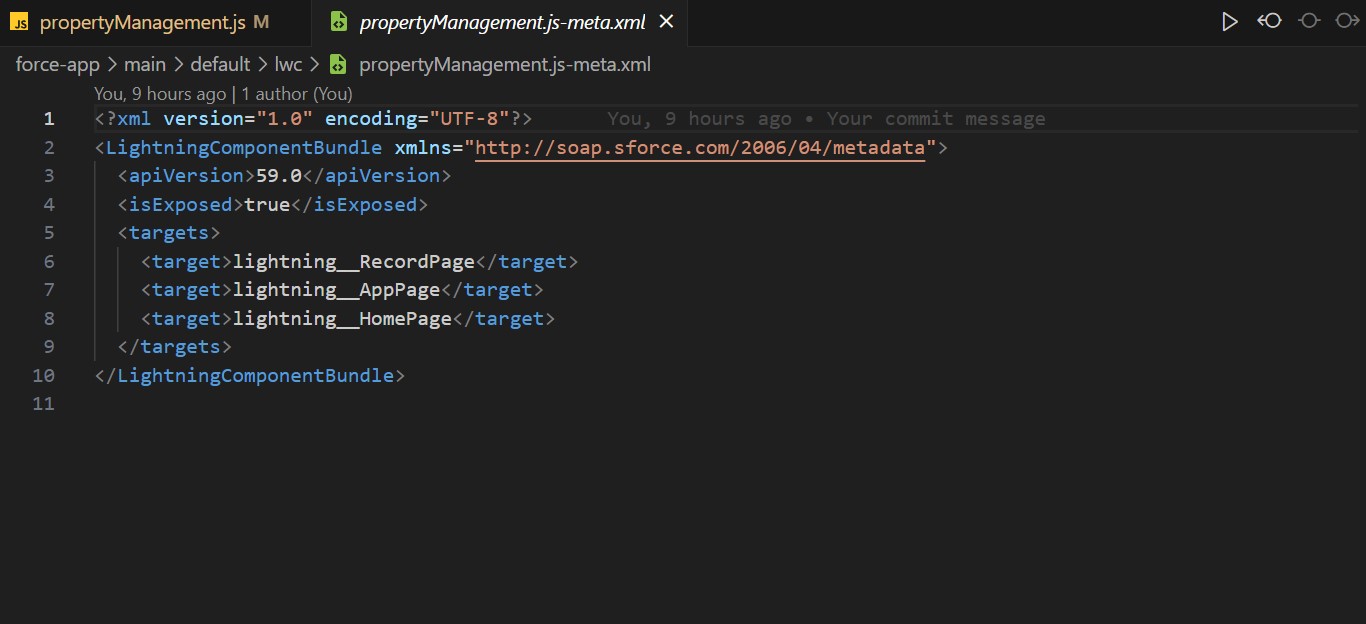 JS propertyManagement.js M
propertyManagement.js-meta.xml
force-app > main > default > lwc > propertyManagement.js-meta.xml
You, 9 hours ago | 1 author (You)
1 <?xml version="1.0" encoding="UTF-8"?> You, 9 hours ago • Your commit message
2 <LightningComponentBundle xmlns="http://soap.sforce.com/2006/04/metadata">
3 <apiVersion>59.0</apiVersion>
4 <isExposed>true</isExposed>
5 <targets>
6 <target>lightning__RecordPage</target>
7 <target>lightning__AppPage</target>
8 <target>lightning__HomePage</target>
9 </targets>
10 </LightningComponentBundle>
11